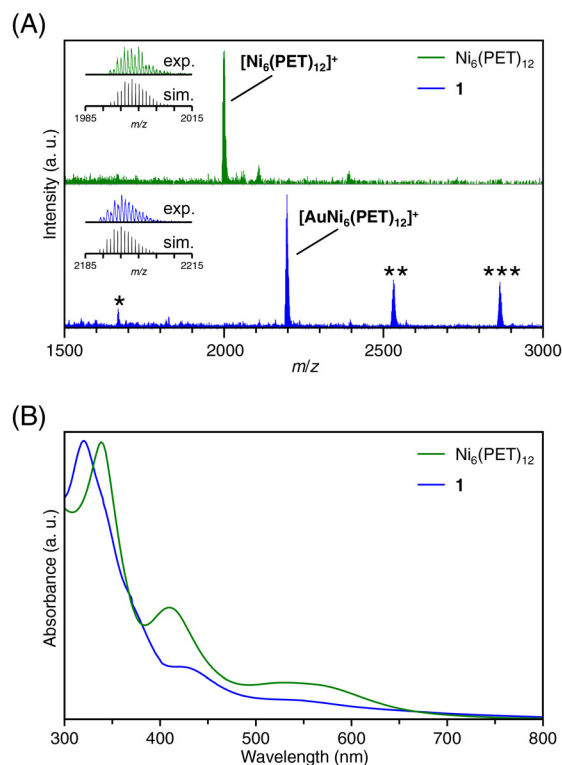 (A)
exp.
sim.
1985 2015
m/z
[Ni₆(PET)₁₂]⁺
Ni₆(PET)₁₂
1
Intensity (a. u.)
exp.
sim.
2185 2215
m/z
[AuNi₆(PET)₁₂]⁺
* ** ***
1500 2000 2500 3000
m/z
(B)
Ni₆(PET)₁₂
1
Absorbance (a. u.)
300 400 500 600 700 800
Wavelength (nm)